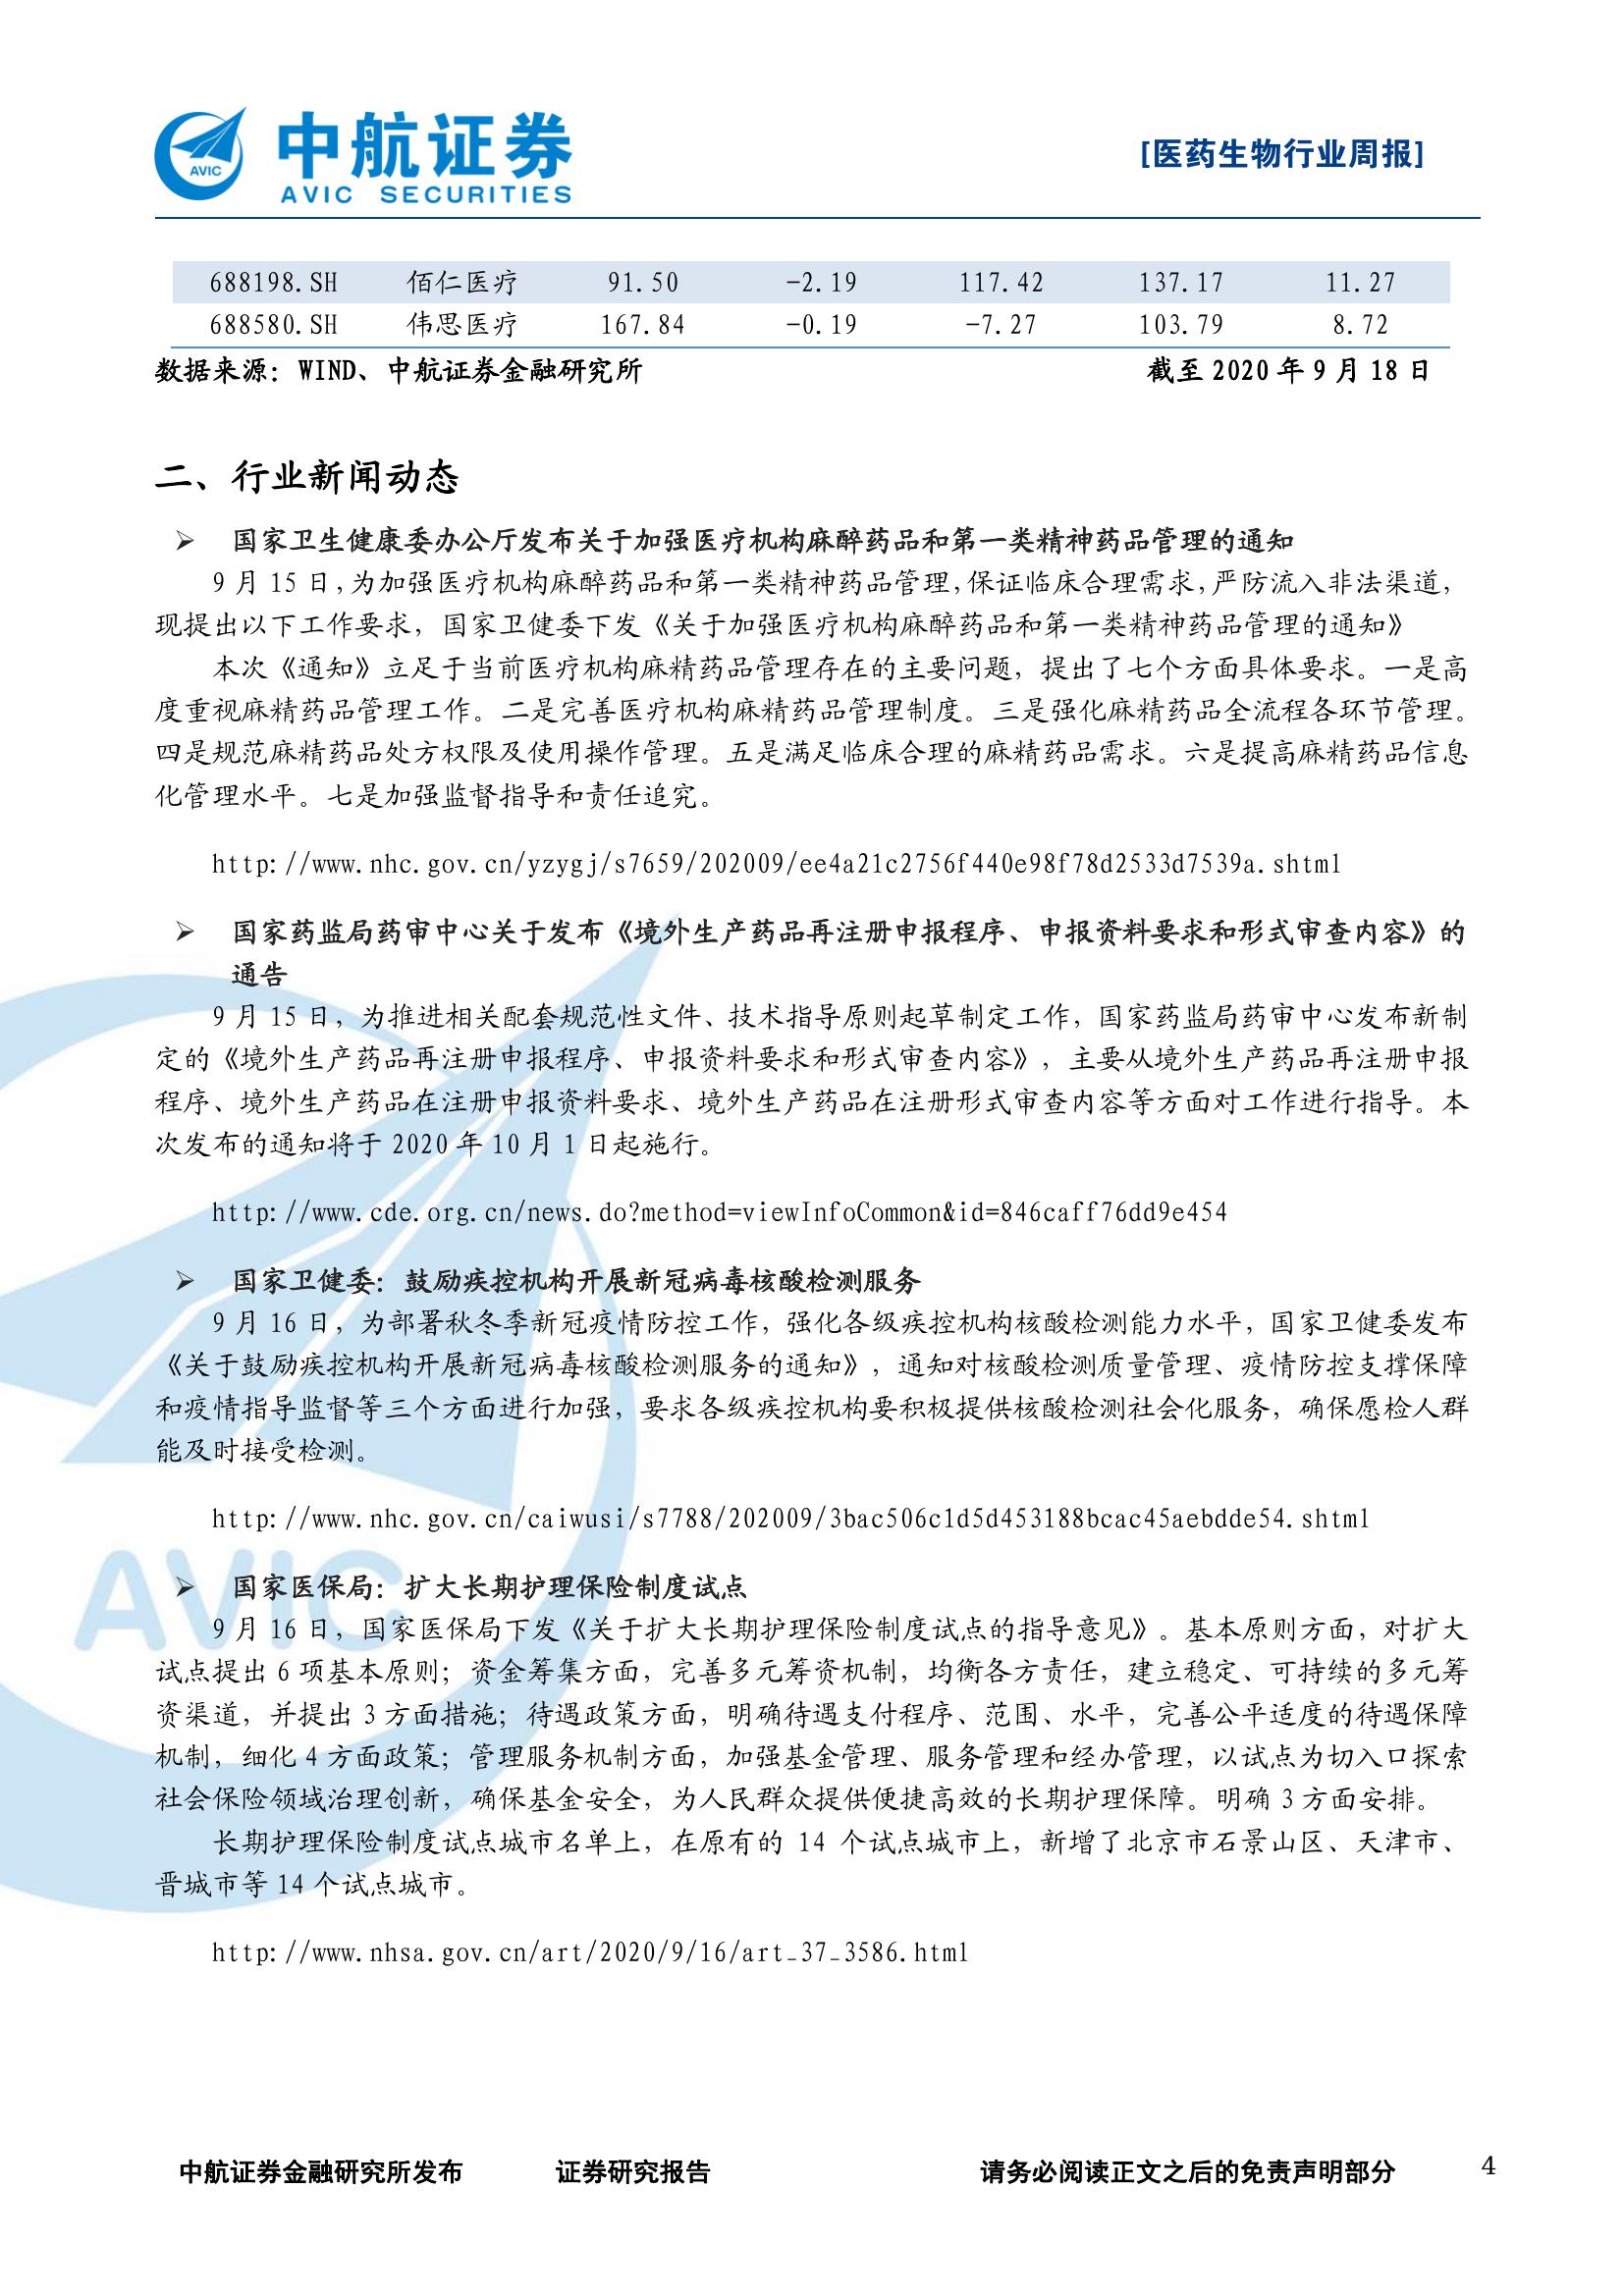 中航证券
AVIC SECURITIES
AVIC
[医药生物行业周报]
688198.SH 佰仁医疗 91.50 -2.19 117.42 137.17 11.27
688580.SH 伟思医疗 167.84 -0.19 -7.27 103.79 8.72
数据来源：WIND、中航证券金融研究所 截至 2020 年 9 月 18 日
二、行业新闻动态
➢ 国家卫生健康委办公厅发布关于加强医疗机构麻醉药品和第一类精神药品管理的通知
9 月 15 日，为加强医疗机构麻醉药品和第一类精神药品管理，保证临床合理需求，严防流入非法渠道，
现提出以下工作要求，国家卫健委下发《关于加强医疗机构麻醉药品和第一类精神药品管理的通知》
本次《通知》立足于当前医疗机构麻精药品管理存在的主要问题，提出了七个方面具体要求。一是高
度重视麻精药品管理工作。二是完善医疗机构麻精药品管理制度。三是强化麻精药品全流程各环节管理。
四是规范麻精药品处方权限及使用操作管理。五是满足临床合理的麻精药品需求。六是提高麻精药品信息
化管理水平。七是加强监督指导和责任追究。
http://www.nhc.gov.cn/yzygj/s7659/202009/ee4a21c2756f440e98f78d2533d7539a.shtml
➢ 国家药监局药审中心关于发布《境外生产药品再注册申报程序、申报资料要求和形式审查内容》的
通告
9 月 15 日，为推进相关配套规范性文件、技术指导原则起草制定工作，国家药监局药审中心发布新制
定的《境外生产药品再注册申报程序、申报资料要求和形式审查内容》，主要从境外生产药品再注册申报
程序、境外生产药品在注册申报资料要求、境外生产药品在注册形式审查内容等方面对工作进行指导。本
次发布的通知将于 2020 年 10 月 1 日起施行。
http://www.cde.org.cn/news.do?method=viewInfoCommon&id=846caff76dd9e454
➢ 国家卫健委：鼓励疾控机构开展新冠病毒核酸检测服务
9 月 16 日，为部署秋冬季新冠疫情防控工作，强化各级疾控机构核酸检测能力水平，国家卫健委发布
《关于鼓励疾控机构开展新冠病毒核酸检测服务的通知》，通知对核酸检测质量管理、疫情防控支撑保障
和疫情指导监督等三个方面进行加强，要求各级疾控机构要积极提供核酸检测社会化服务，确保愿检人群
能及时接受检测。
http://www.nhc.gov.cn/caiwusi/s7788/202009/3bac506c1d5d453188bcac45aebdde54.shtml
AVIC
➢ 国家医保局：扩大长期护理保险制度试点
9 月 16 日，国家医保局下发《关于扩大长期护理保险制度试点的指导意见》。基本原则方面，对扩大
试点提出 6 项基本原则；资金筹集方面，完善多元筹资机制，均衡各方责任，建立稳定、可持续的多元筹
资渠道，并提出 3 方面措施；待遇政策方面，明确待遇支付程序、范围、水平，完善公平适度的待遇保障
机制，细化 4 方面政策；管理服务机制方面，加强基金管理、服务管理和经办管理，以试点为切入口探索
社会保险领域治理创新，确保基金安全，为人民群众提供便捷高效的长期护理保障。明确 3 方面安排。
长期护理保险制度试点城市名单上，在原有的 14 个试点城市上，新增了北京市石景山区、天津市、
晋城市等 14 个试点城市。
http://www.nhsa.gov.cn/art/2020/9/16/art_37_3586.html
中航证券金融研究所发布 证券研究报告 请务必阅读正文之后的免责声明部分 4